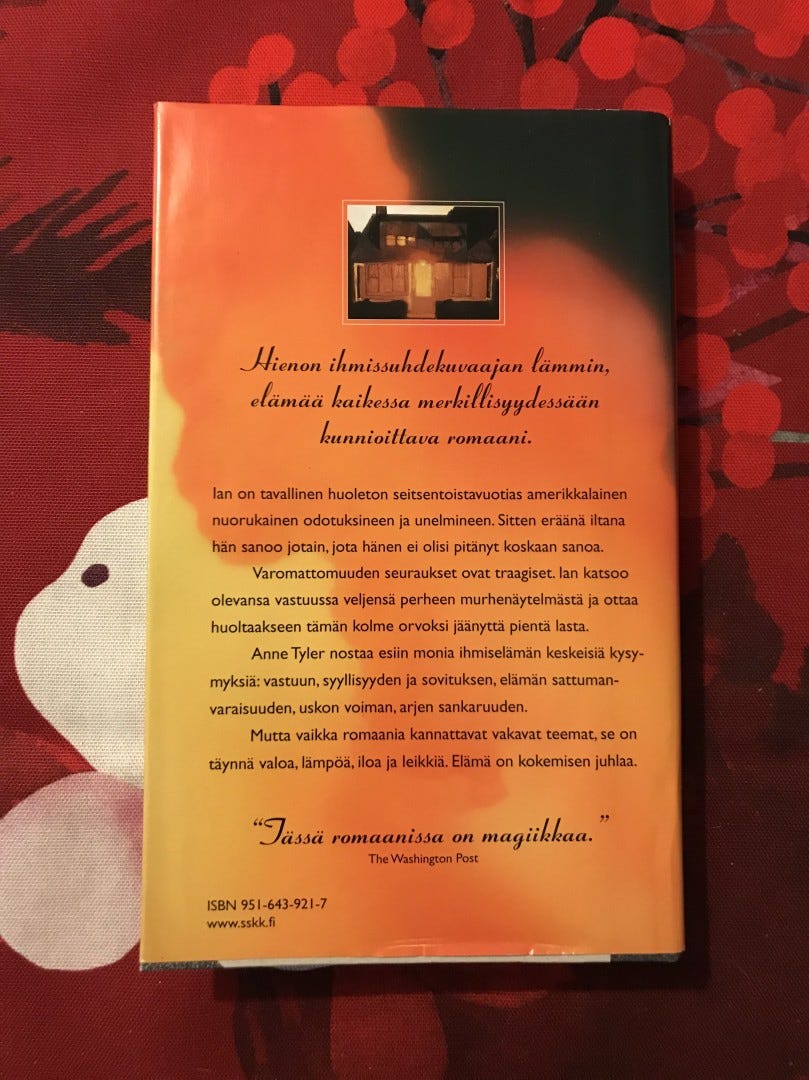 Hienon ihmissuhdekuvaajan lämmin,
elämää kaikessa merkillisyydessään
kunnioittava romaani.
Ian on tavallinen huoleton seitsentoistavuotias amerikkalainen
nuorukainen odotuksineen ja unelmineen. Sitten eräänä iltana
hän sanoo jotain, jota hänen ei olisi pitänyt koskaan sanoa.
Varomattomuuden seuraukset ovat traagiset. Ian katsoo
olevansa vastuussa veljensä perheen murhenäytelmästä ja ottaa
huoltaakseen tämän kolme orvoksi jäänyttä pientä lasta.
Anne Tyler nostaa esiin monia ihmiselämän keskeisiä kysy-
myksiä: vastuun, syyllisyyden ja sovituksen, elämän sattuman-
varaisuuden, uskon voiman, arjen sankaruuden.
Mutta vaikka romaania kannattavat vakavat teemat, se on
täynnä valoa, lämpöä, iloa ja leikkiä. Elämä on kokemisen juhlaa.
“Tässä romaanissa on magiikkaa.”
The Washington Post
ISBN 951-643-921-7
www.sskk.fi